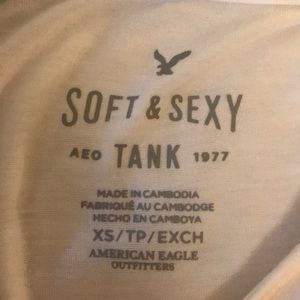 SOFT & SEXY
AEO TANK 1977
MADE IN CAMBODIA
FABRIQUÉ AU CAMBODGE
HECHO EN CAMBOYA
XS/TP/EXCH
AMERICAN EAGLE
OUTFITTERS